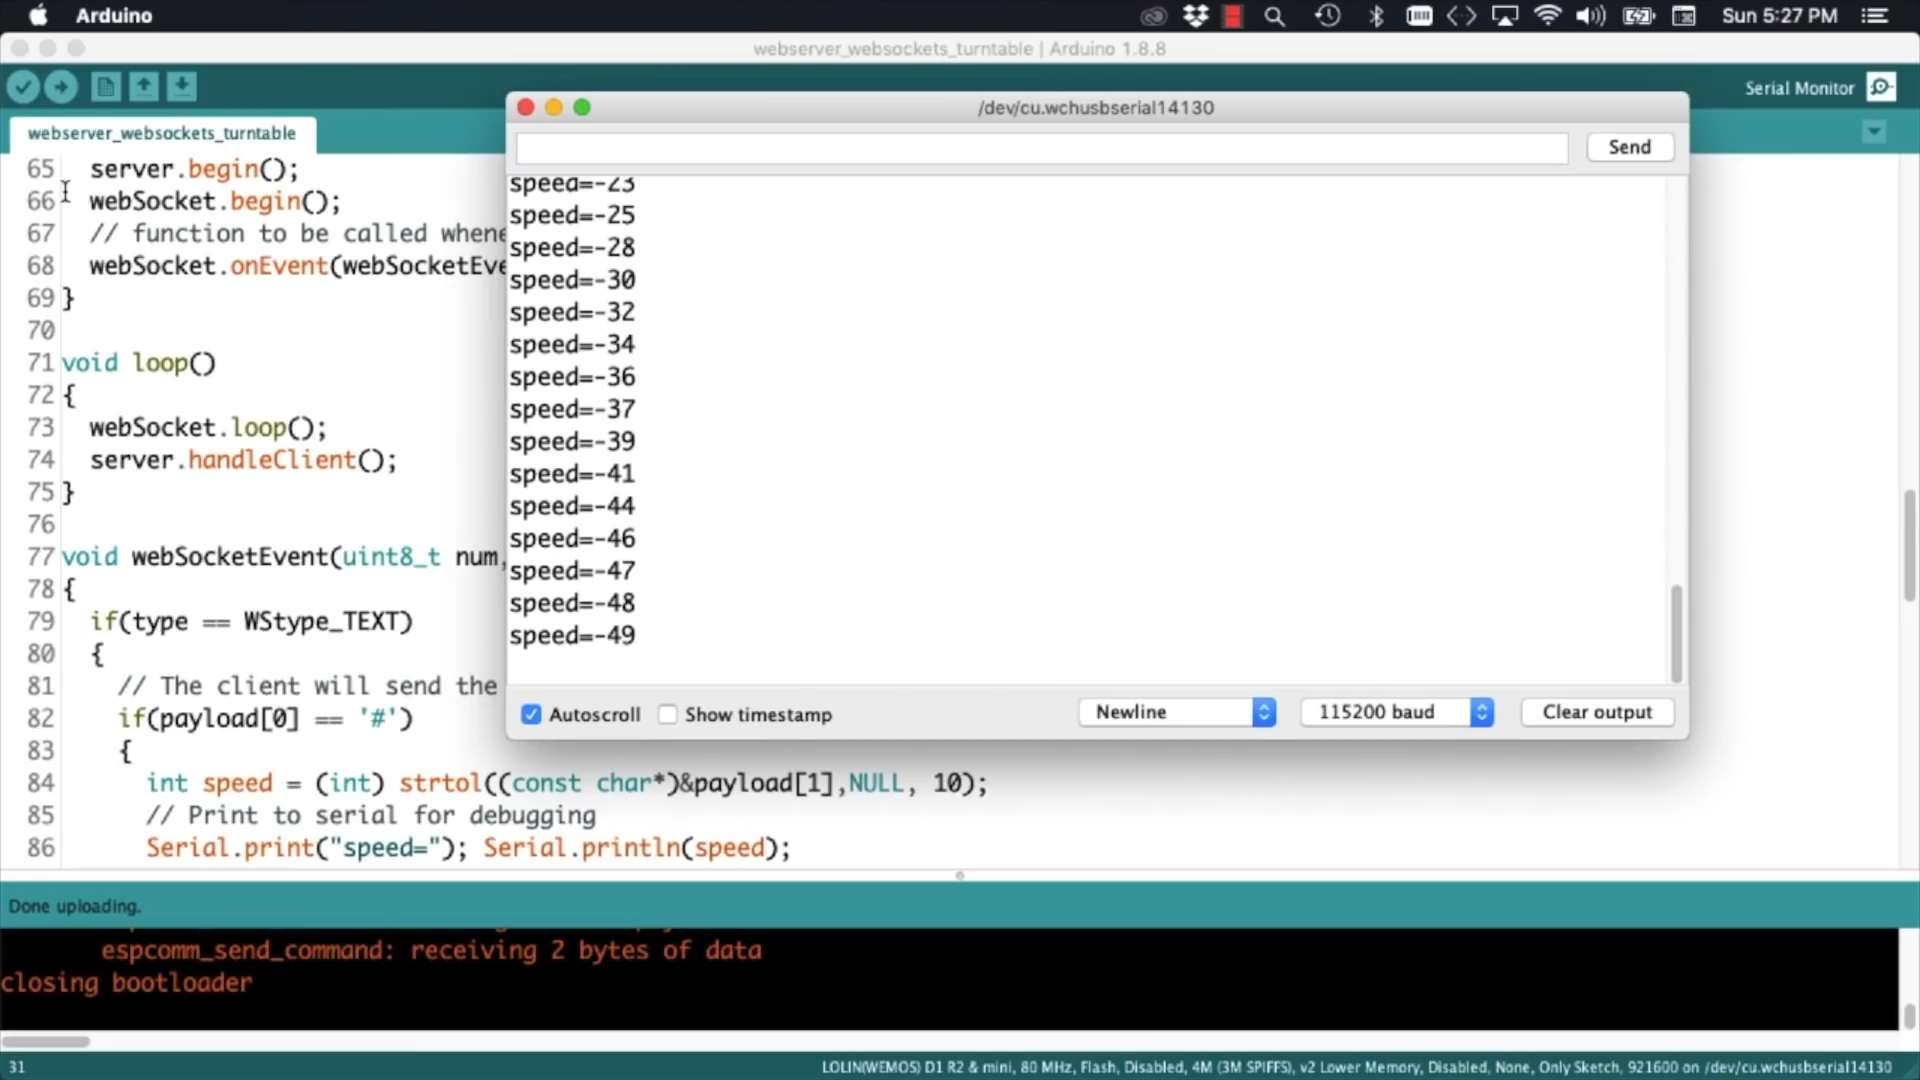 Arduino
Sun 5:27 PM
webserver_websockets_turntable | Arduino 1.8.8
Serial Monitor
webserver_websockets_turntable
65 server.begin();
66 webSocket.begin();
67 // function to be called whene
68 webSocket.onEvent(webSocketEve
69 }
70
71 void loop()
72 {
73 webSocket.loop();
74 server.handleClient();
75 }
76
77 void webSocketEvent(uint8_t num,
78 {
79 if(type == WStype_TEXT)
80 {
81 // The client will send the
82 if(payload[0] == '#')
83 {
84 int speed = (int) strtol((const char*)&payload[1],NULL, 10);
85 // Print to serial for debugging
86 Serial.print("speed="); Serial.println(speed);
/dev/cu.wchusbserial14130
Send
speed=-23
speed=-25
speed=-28
speed=-30
speed=-32
speed=-34
speed=-36
speed=-37
speed=-39
speed=-41
speed=-44
speed=-46
speed=-47
speed=-48
speed=-49
Autoscroll
Show timestamp
Newline
115200 baud
Clear output
Done uploading.
espcomm_send_command: receiving 2 bytes of data
closing bootloader
31
LOLIN(WEMOS) D1 R2 & mini, 80 MHz, Flash, Disabled, 4M (3M SPIFFS), v2 Lower Memory, Disabled, None, Only Sketch, 921600 on /dev/cu.wchusbserial14130